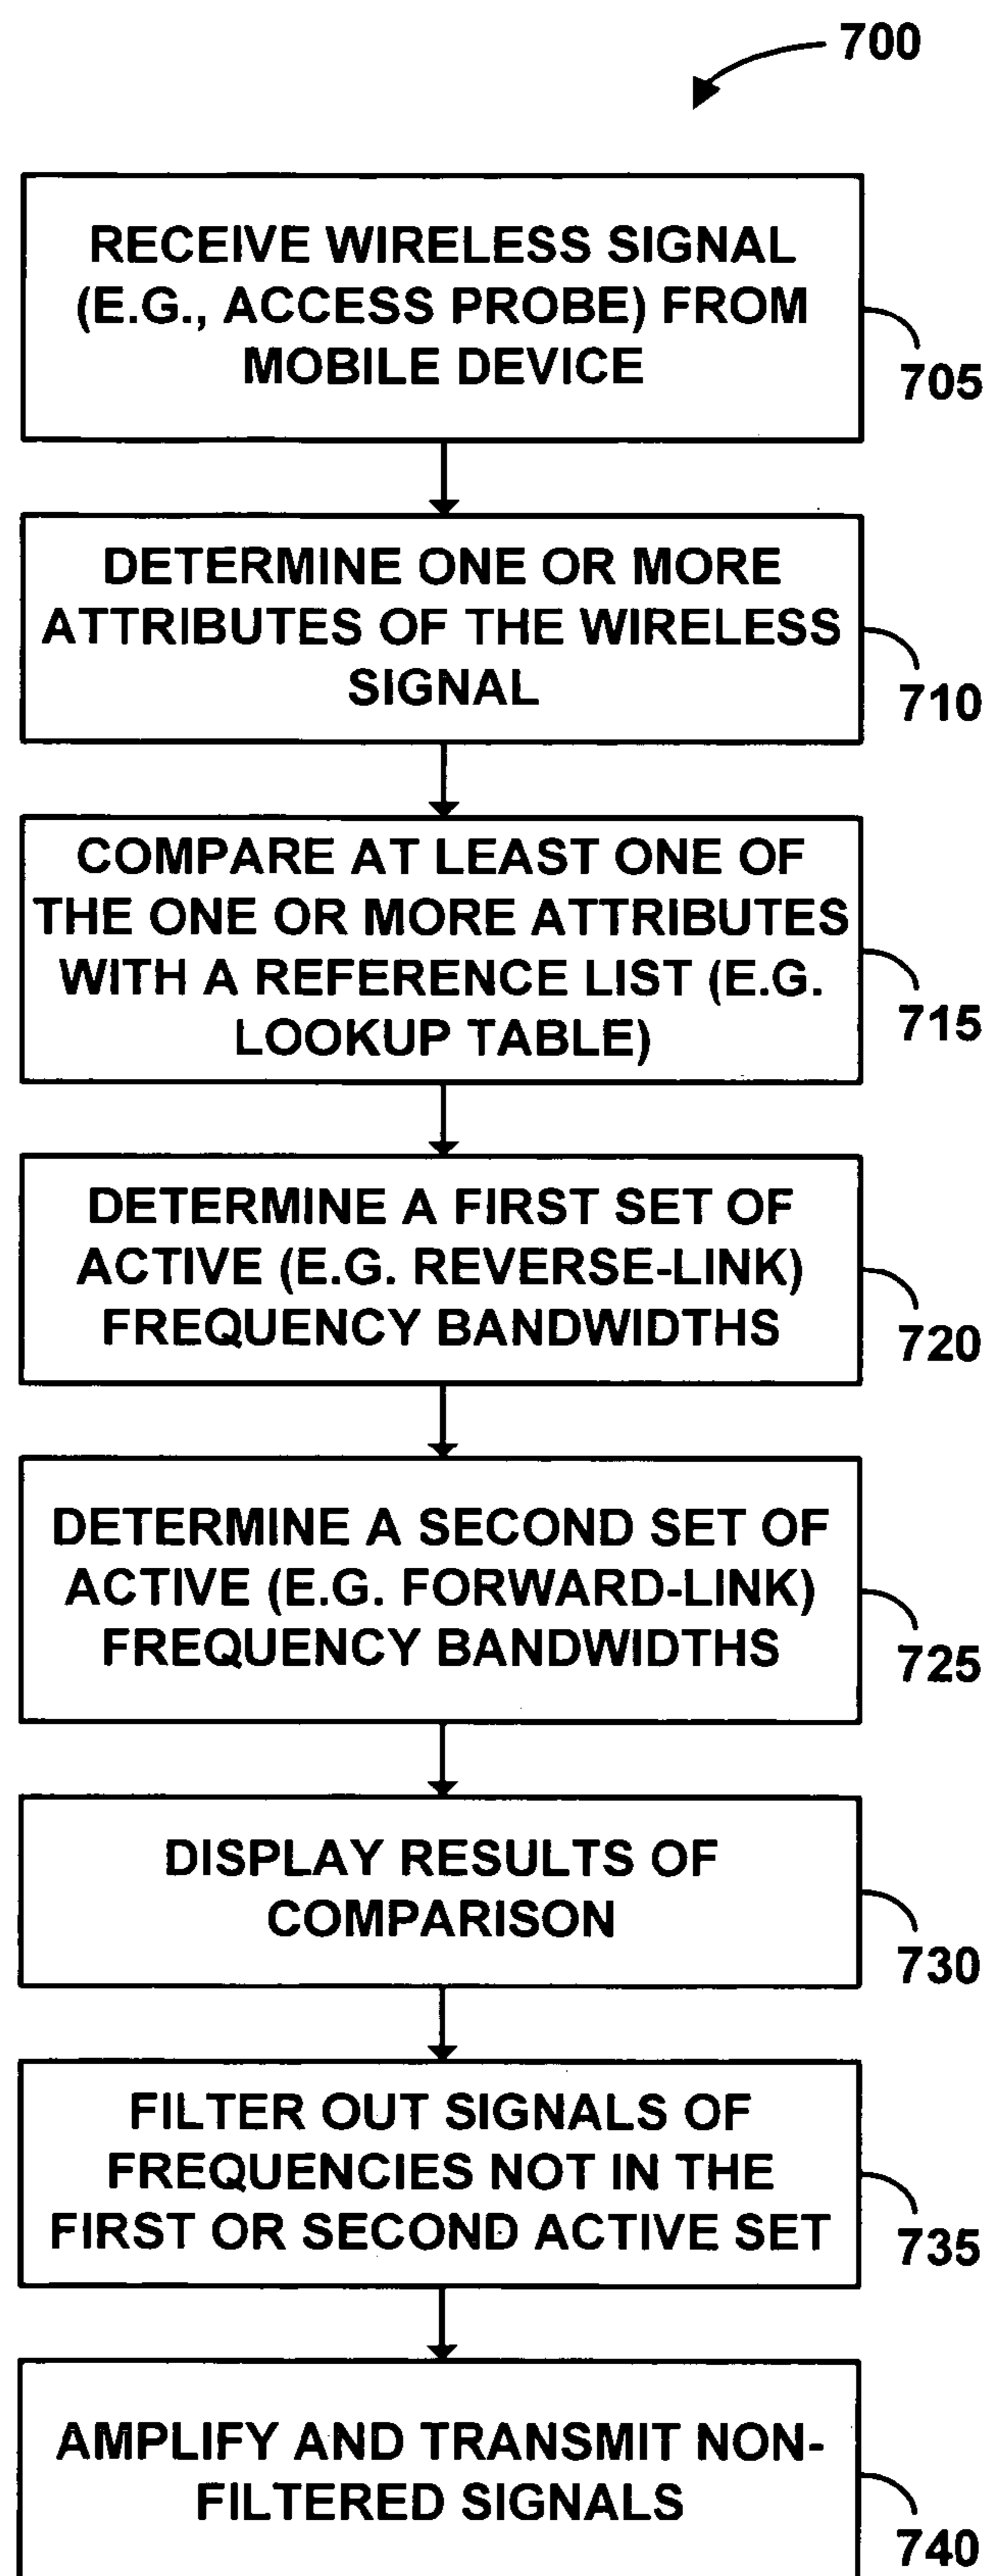 700
RECEIVE WIRELESS SIGNAL
(E.G., ACCESS PROBE) FROM
MOBILE DEVICE
705
DETERMINE ONE OR MORE
ATTRIBUTES OF THE WIRELESS
SIGNAL
710
COMPARE AT LEAST ONE OF
THE ONE OR MORE ATTRIBUTES
WITH A REFERENCE LIST (E.G.
LOOKUP TABLE)
715
DETERMINE A FIRST SET OF
ACTIVE (E.G. REVERSE-LINK)
FREQUENCY BANDWIDTHS
720
DETERMINE A SECOND SET OF
ACTIVE (E.G. FORWARD-LINK)
FREQUENCY BANDWIDTHS
725
DISPLAY RESULTS OF
COMPARISON
730
FILTER OUT SIGNALS OF
FREQUENCIES NOT IN THE
FIRST OR SECOND ACTIVE SET
735
AMPLIFY AND TRANSMIT NON-
FILTERED SIGNALS
740